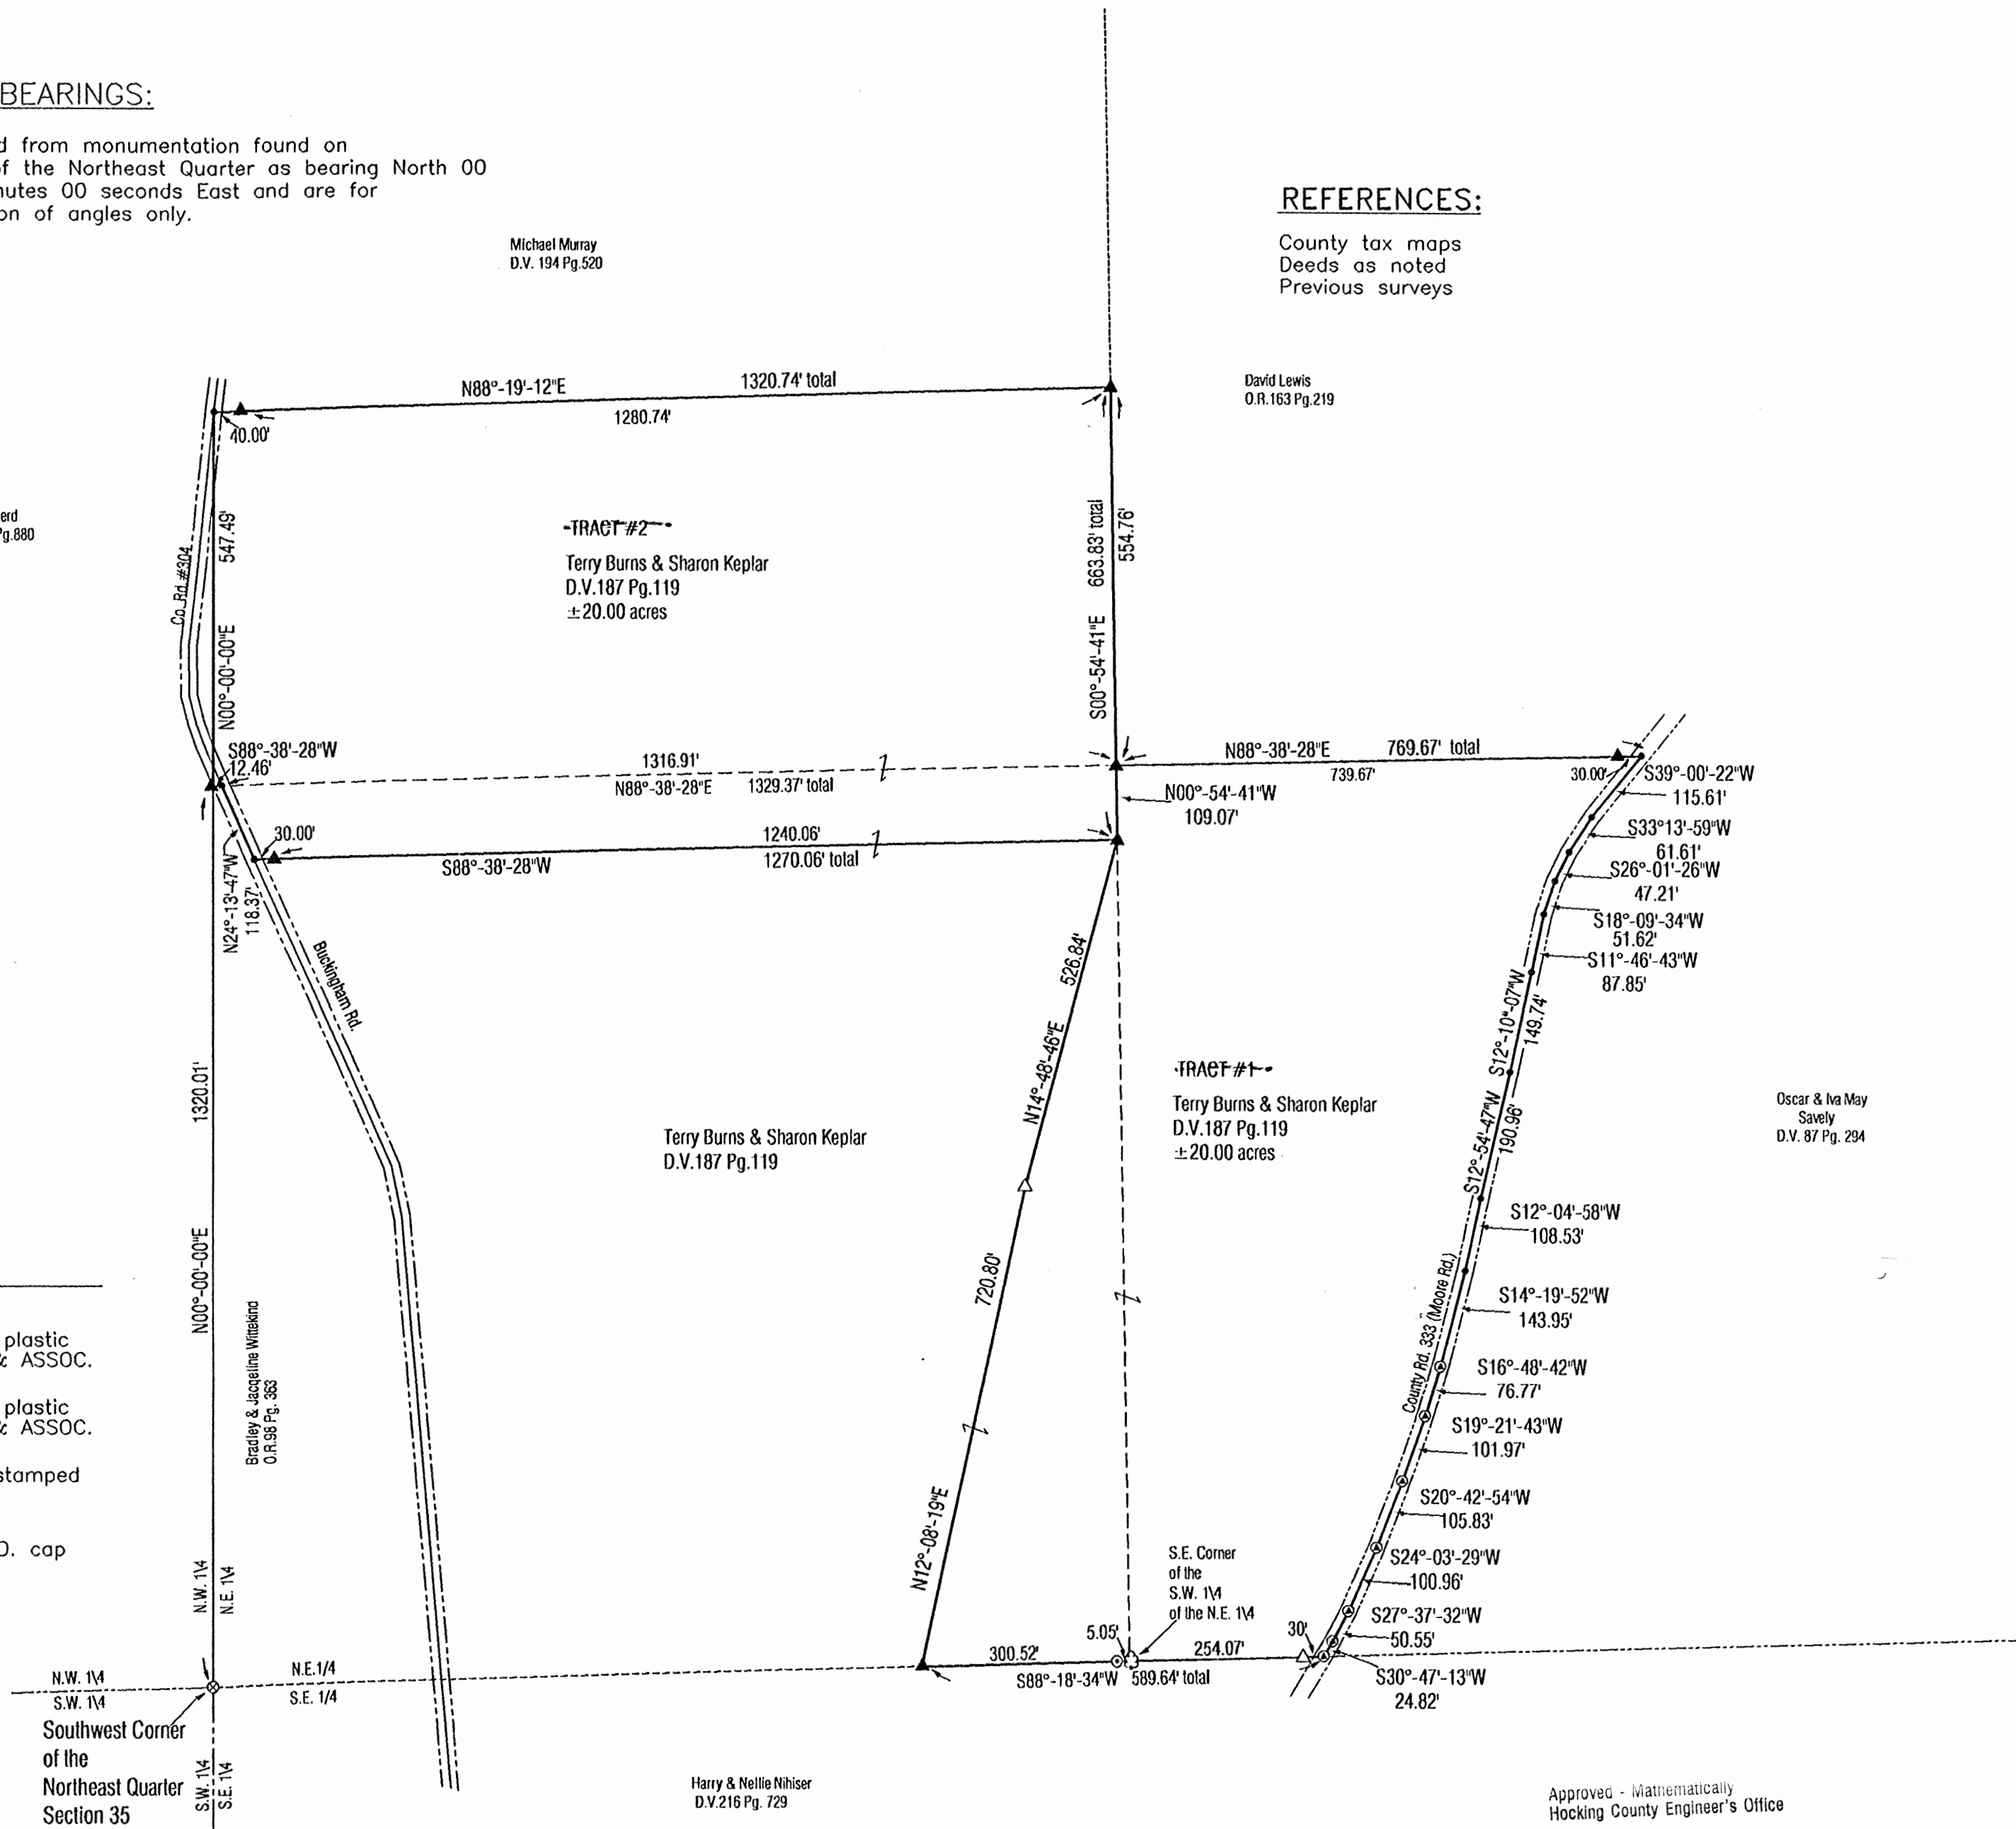 BEARINGS:
d from monumentation found on
of the Northeast Quarter as bearing North 00
nutes 00 seconds East and are for
on of angles only.
Michael Murray
D.V. 194 Pg.520
REFERENCES:
County tax maps
Deeds as noted
Previous surveys
N88°-19'-12"E
1320.74' total
1280.74'
40.00'
David Lewis
O.R.163 Pg.219
erd
Pg.880
Co. Rd. #304
547.49'
N00°-00'-00"E
TRACT #2
Terry Burns & Sharon Keplar
D.V.187 Pg.119
±20.00 acres
663.83' total
554.76'
S00°-54'-41"E
S88°-38'-28"W
12.46'
1316.91'
N88°-38'-28"E
1329.37' total
N88°-38'-28"E
769.67' total
739.67'
30.00'
N00°-54'-41"W
109.07'
S39°-00'-22"W
115.61'
S33°13'-59"W
61.61'
S26°-01'-26"W
47.21'
S18°-09'-34"W
51.62'
S11°-46'-43"W
87.85'
30.00'
1240.06'
S88°-38'-28"W
1270.06' total
N24°-13'-47"W
118.37'
Buckingham Rd.
526.84'
N14°-48'-46"E
S12°-10"-07"W
149.74'
S12°-54'-47"W
190.96'
1320.01'
N00°-00'-00"E
Terry Burns & Sharon Keplar
D.V.187 Pg.119
TRACT #1
Terry Burns & Sharon Keplar
D.V.187 Pg.119
±20.00 acres
Oscar & Iva May
Savely
D.V. 87 Pg. 294
720.80'
N12°-08'-19"E
S12°-04'-58"W
108.53'
S14°-19'-52"W
143.95'
County Rd. 333 (Moore Rd.)
S16°-48'-42"W
76.77'
S19°-21'-43"W
101.97'
S20°-42'-54"W
105.83'
S24°-03'-29"W
100.96'
S27°-37'-32"W
50.55'
S30°-47'-13"W
24.82'
plastic
& ASSOC.
plastic
& ASSOC.
stamped
D. cap
Bradley & Jacqeline Wittekind
O.R.98 Pg. 363
N.W. 1\4
N.E. 1\4
S.E. Corner
of the
S.W. 1\4
of the N.E. 1\4
5.05'
30'
300.52'
254.07'
S88°-18'-34"W
589.64' total
N.W. 1\4
S.W. 1\4
N.E.1/4
S.E. 1/4
Southwest Corner
of the
Northeast Quarter
Section 35
S.W. 1\4
S.E. 1\4
Harry & Nellie Nihiser
D.V.216 Pg. 729
Approved - Mathematically
Hocking County Engineer's Office